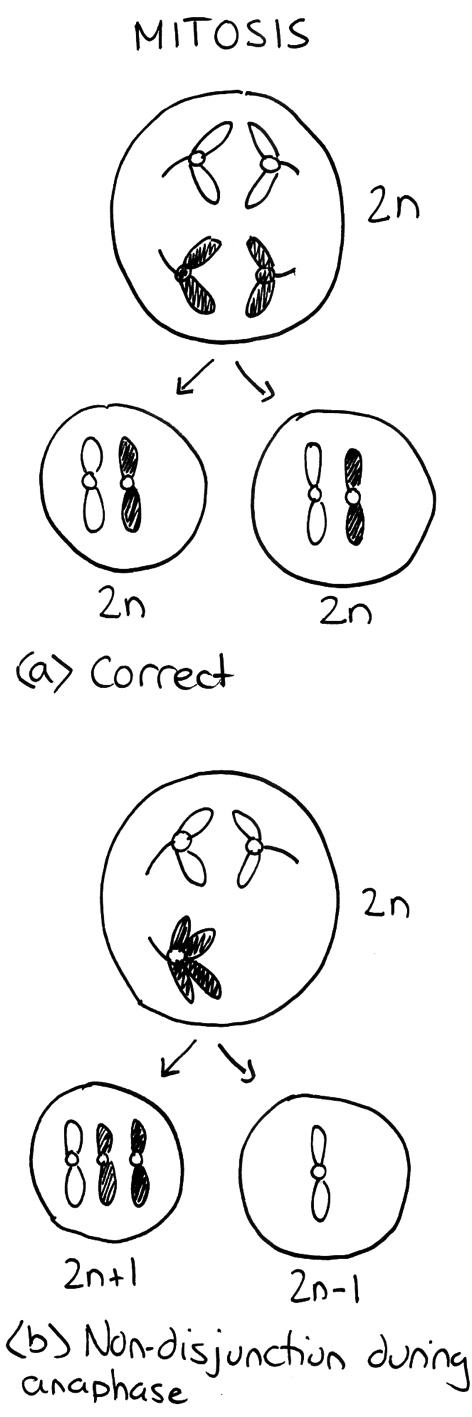 MITOSIS
2n
2n
2n
(a) Correct
2n
2n+1
2n-1
(b) Non-disjunction during
anaphase